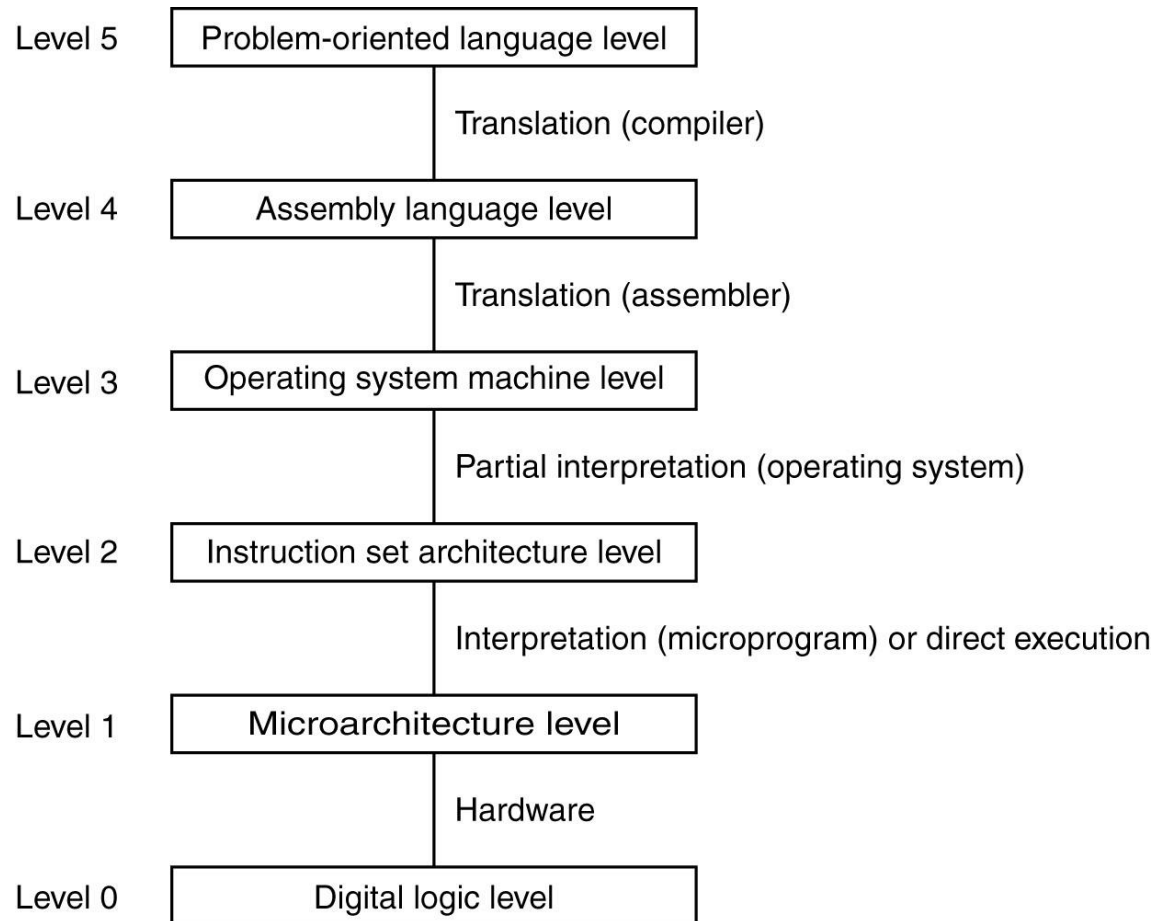 Level 5 Problem-oriented language level
Translation (compiler)
Level 4 Assembly language level
Translation (assembler)
Level 3 Operating system machine level
Partial interpretation (operating system)
Level 2 Instruction set architecture level
Interpretation (microprogram) or direct execution
Level 1 Microarchitecture level
Hardware
Level 0 Digital logic level